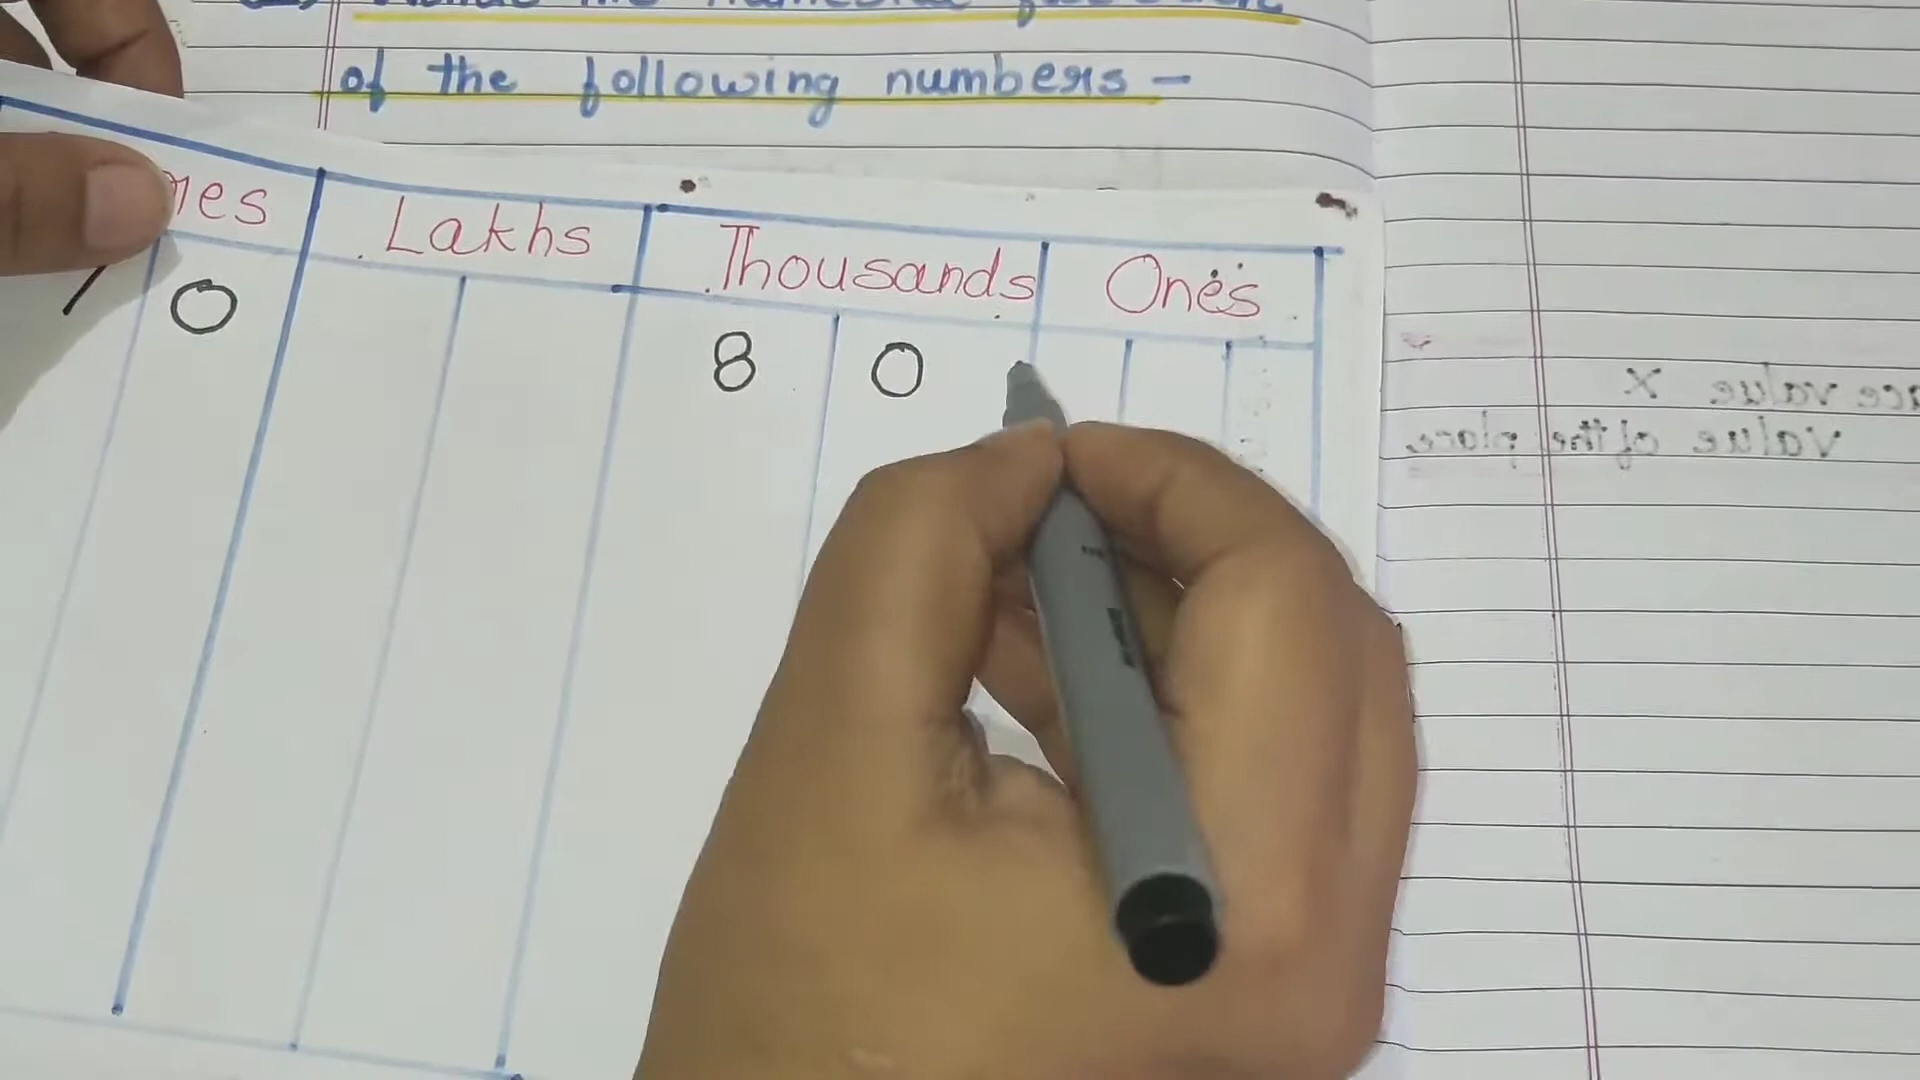 of the following numbers -
Lakhs Thousands Ones
0 8 0
value x
value of the place